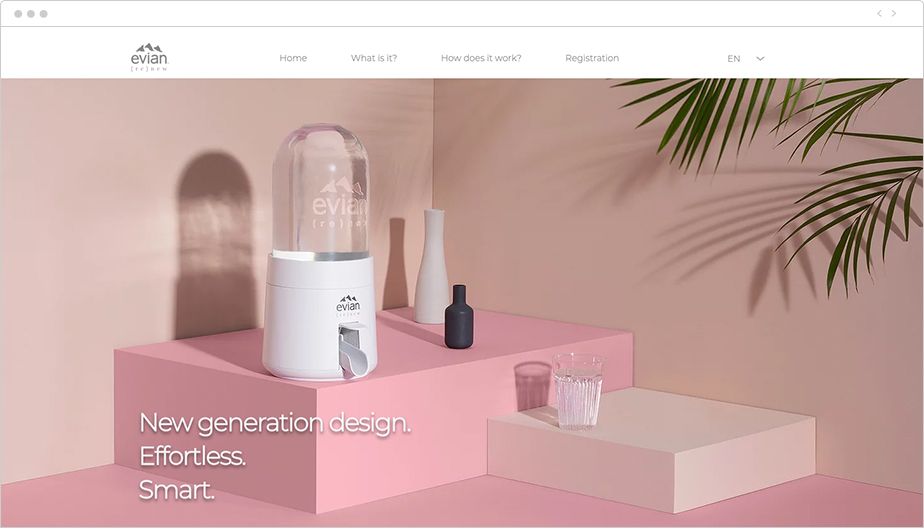 evian
(re)new
Home
What is it?
How does it work?
Registration
EN
evian
(re)new
evian
(re)new
New generation design.
Effortless.
Smart.